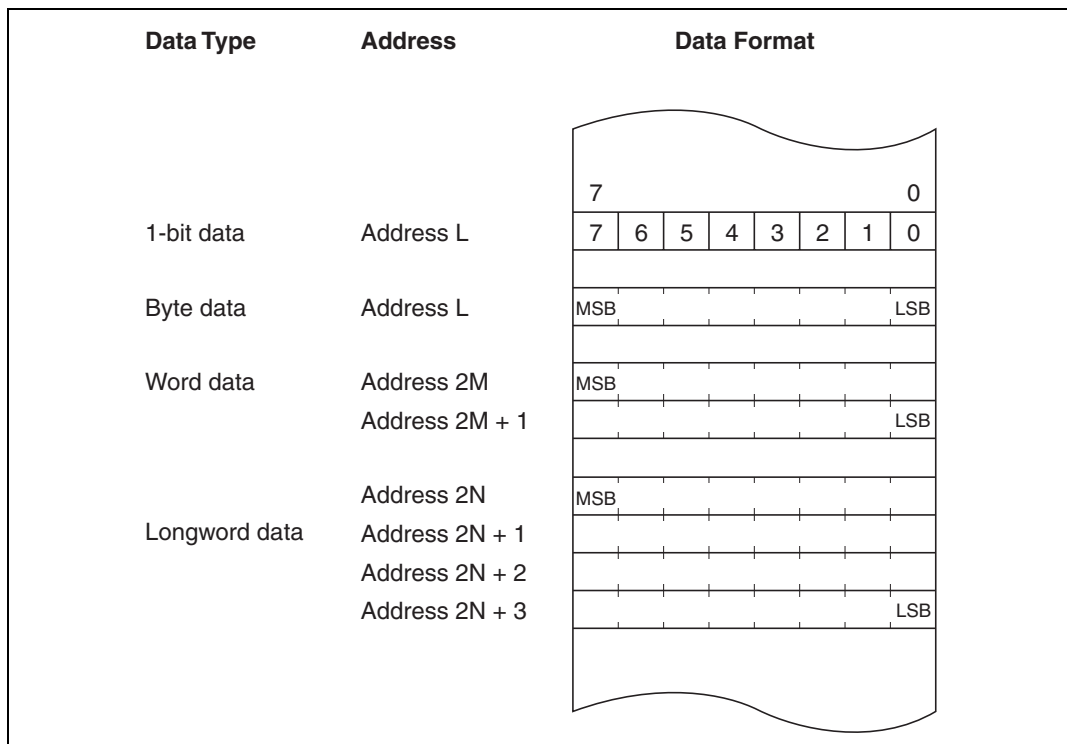 Data Type Address Data Format
7 0
1-bit data Address L 7 6 5 4 3 2 1 0
Byte data Address L MSB LSB
Word data Address 2M MSB
Address 2M + 1 LSB
Address 2N MSB
Longword data Address 2N + 1
Address 2N + 2
Address 2N + 3 LSB